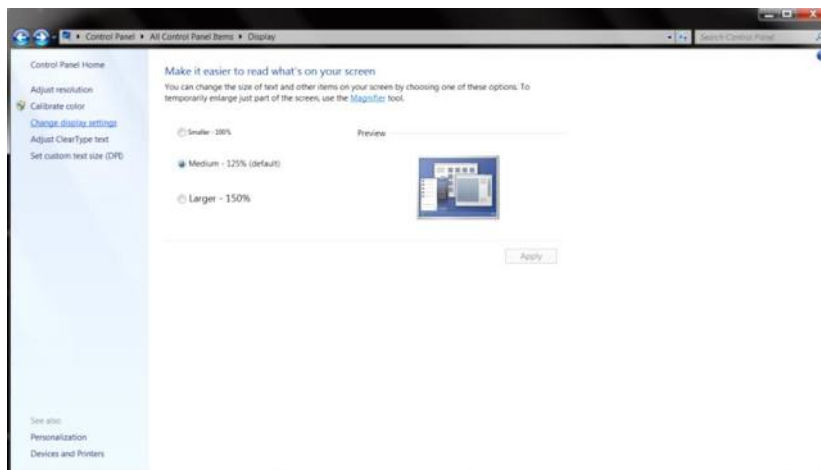 Control Panel ▸ All Control Panel Items ▸ Display
Search Control Panel
Control Panel Home
Adjust resolution
Calibrate color
Change display settings
Adjust ClearType text
Set custom text size (DPI)
Make it easier to read what's on your screen
You can change the size of text and other items on your screen by choosing one of these options. To
temporarily enlarge just part of the screen, use the Magnifier tool.
Smaller - 100%
Preview
Medium - 125% (default)
Larger - 150%
Apply
See also
Personalization
Devices and Printers